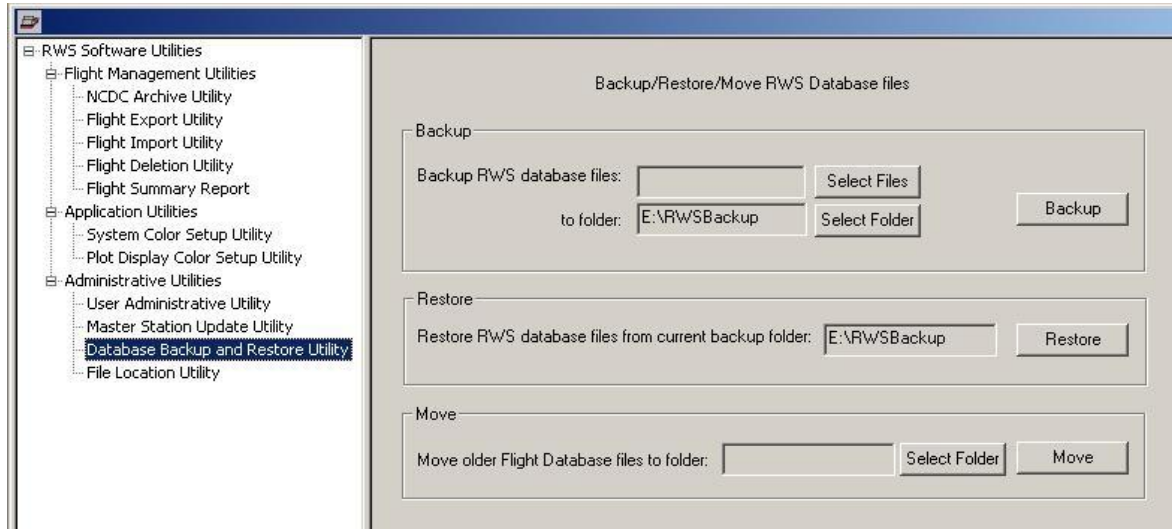 RWS Software Utilities
Flight Management Utilities
NCDC Archive Utility
Flight Export Utility
Flight Import Utility
Flight Deletion Utility
Flight Summary Report
Application Utilities
System Color Setup Utility
Plot Display Color Setup Utility
Administrative Utilities
User Administrative Utility
Master Station Update Utility
Database Backup and Restore Utility
File Location Utility
Backup/Restore/Move RWS Database files
Backup
Backup RWS database files: Select Files
to folder: E:\RWSBackup Select Folder
Backup
Restore
Restore RWS database files from current backup folder: E:\RWSBackup Restore
Move
Move older Flight Database files to folder: Select Folder Move